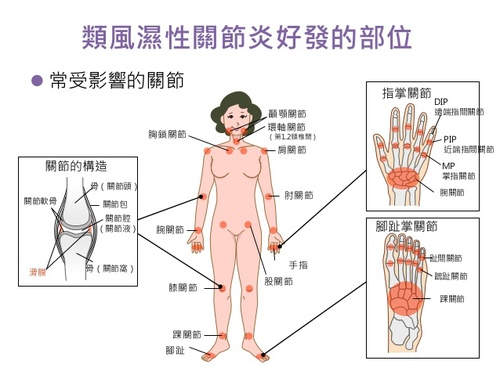 類風濕性關節炎好發的部位
常受影響的關節
顳顎關節
環軸關節
(第1,2頸椎間)
胸鎖關節
肩關節
肘關節
腕關節
手指
股關節
膝關節
踝關節
腳趾
關節的構造
骨(關節頭)
關節軟骨
關節包
關節腔
(關節液)
滑膜
骨(關節窩)
指掌關節
DIP
遠端指間關節
PIP
近端指間關節
MP
掌指關節
腕關節
腳趾掌關節
趾間關節
蹠趾關節
踝關節